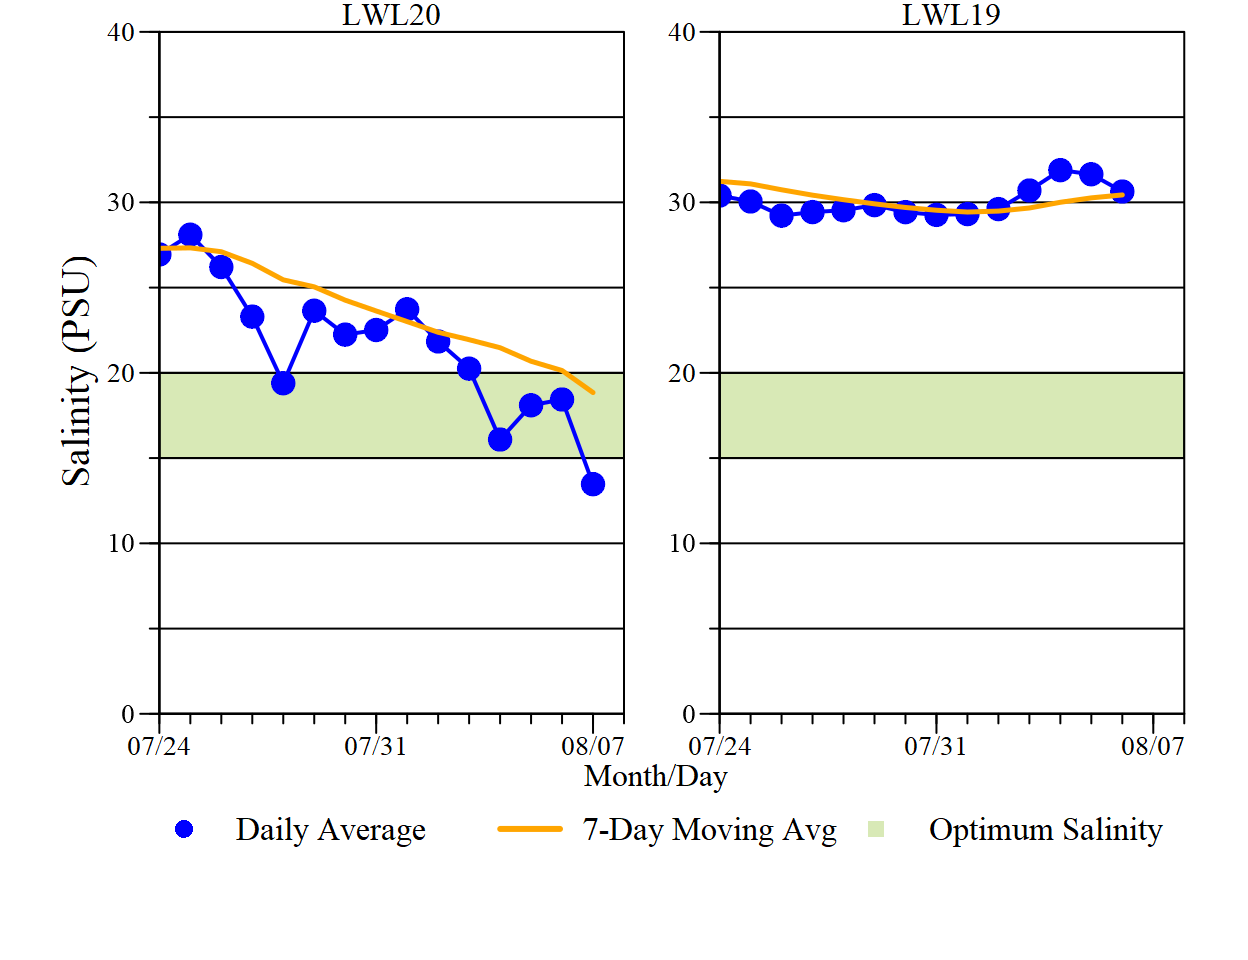 LWL20 LWL19
40 40
30 30
Salinity (PSU)
20 20
10 10
0 0
07/24 07/31 08/07 07/24 07/31 08/07
Month/Day
Daily Average 7-Day Moving Avg Optimum Salinity